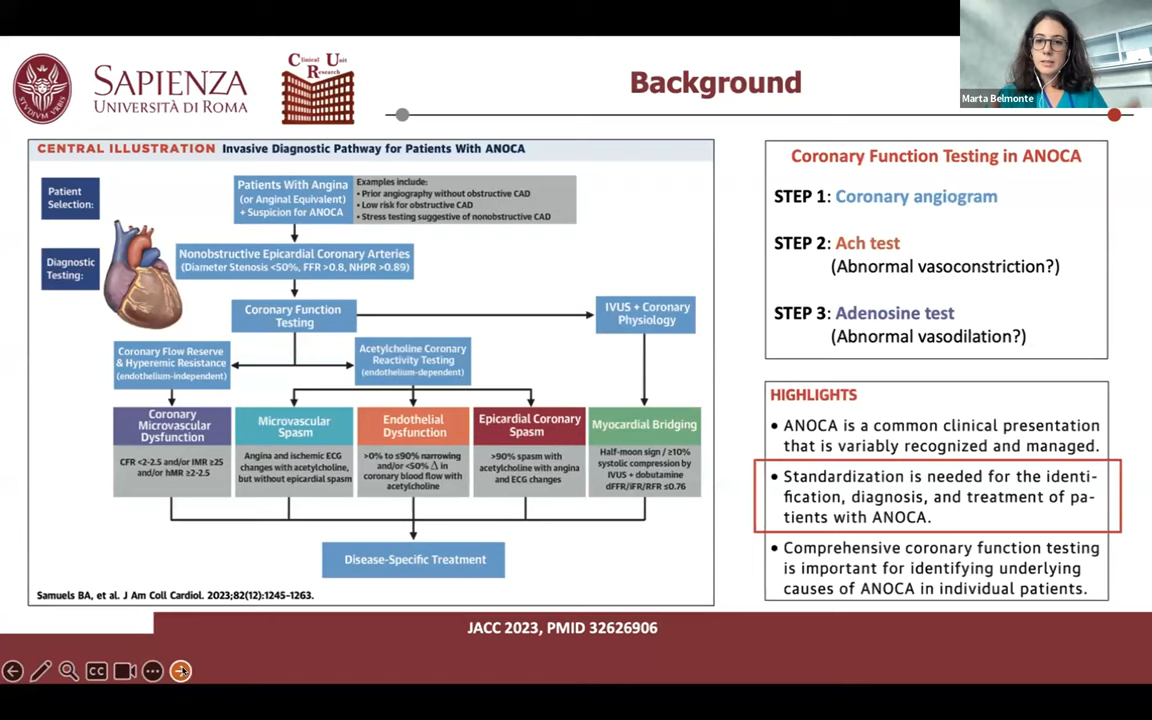 SAPIENZA
UNIVERSITÀ DI ROMA
STVDIVM VRBIS
Clinical Unit
Research
Background
Marta Belmonte
CENTRAL ILLUSTRATION Invasive Diagnostic Pathway for Patients With ANOCA
Patient
Selection:
Patients With Angina
(or Anginal Equivalent)
+ Suspicion for ANOCA
Examples include:
• Prior angiography without obstructive CAD
• Low risk for obstructive CAD
• Stress testing suggestive of nonobstructive CAD
Diagnostic
Testing:
Nonobstructive Epicardial Coronary Arteries
(Diameter Stenosis <50%, FFR >0.8, NHPR >0.89)
Coronary Function
Testing
IVUS + Coronary
Physiology
Coronary Flow Reserve
& Hyperemic Resistance
(endothelium-independent)
Acetylcholine Coronary
Reactivity Testing
(endothelium-dependent)
Coronary
Microvascular
Dysfunction
CFR <2-2.5 and/or IMR ≥25
and/or hMR ≥2-2.5
Microvascular
Spasm
Angina and ischemic ECG
changes with acetylcholine,
but without epicardial spasm
Endothelial
Dysfunction
>0% to ≤90% narrowing
and/or <50% Δ in
coronary blood flow with
acetylcholine
Epicardial Coronary
Spasm
>90% spasm with
acetylcholine with angina
and ECG changes
Myocardial Bridging
Half-moon sign / ≥10%
systolic compression by
IVUS + dobutamine
dFFR/iFR/RFR ≤0.76
Disease-Specific Treatment
Samuels BA, et al. J Am Coll Cardiol. 2023;82(12):1245-1263.
Coronary Function Testing in ANOCA
STEP 1: Coronary angiogram
STEP 2: Ach test
(Abnormal vasoconstriction?)
STEP 3: Adenosine test
(Abnormal vasodilation?)
HIGHLIGHTS
• ANOCA is a common clinical presentation
that is variably recognized and managed.
• Standardization is needed for the identi-
fication, diagnosis, and treatment of pa-
tients with ANOCA.
• Comprehensive coronary function testing
is important for identifying underlying
causes of ANOCA in individual patients.
JACC 2023, PMID 32626906
CC